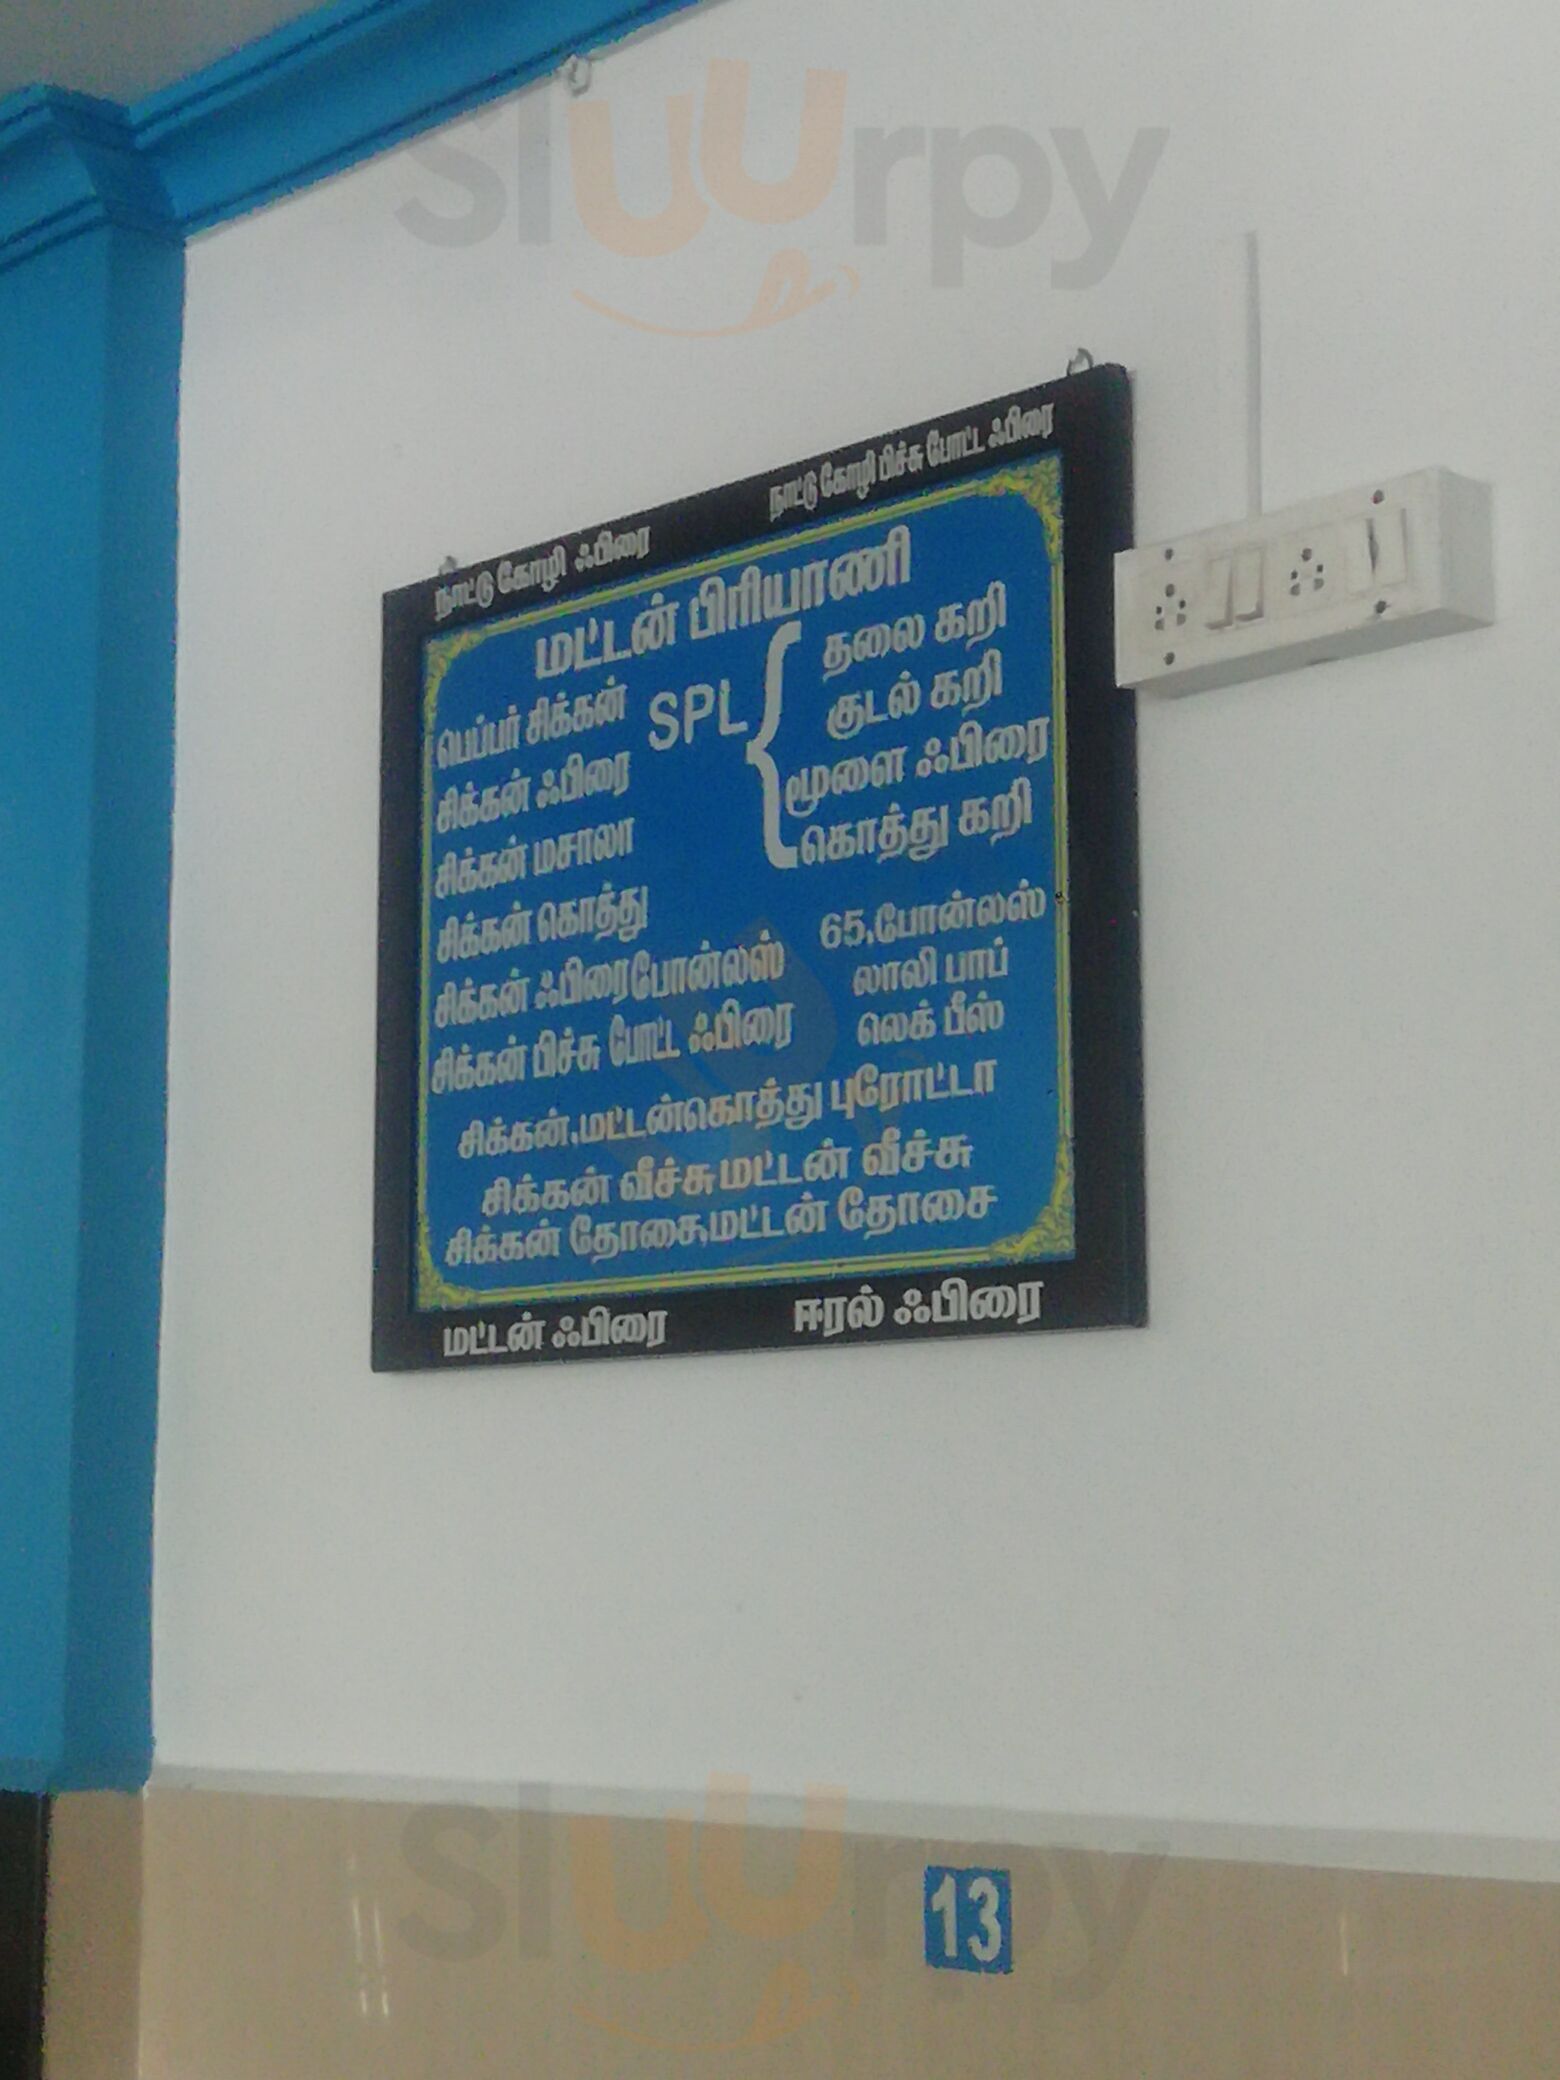 sluurpy
நாட்டு கோழி ஃபிரை
நாட்டு கோழி பிச்சு போட்ட ஃபிரை
மட்டன் பிரியாணி
பெப்பர் சிக்கன்
சிக்கன் ஃபிரை
சிக்கன் மசாலா
சிக்கன் கொத்து
SPL
தலை கறி
குடல் கறி
மூளை ஃபிரை
கொத்து கறி
சிக்கன் ஃபிரைபோன்லஸ்
சிக்கன் பிச்சு போட்ட ஃபிரை
65,போன்லஸ்
லாலி பாப்
லெக் பீஸ்
சிக்கன்,மட்டன்கொத்து புரோட்டா
சிக்கன் வீச்சு,மட்டன் வீச்சு
சிக்கன் தோசை,மட்டன் தோசை
மட்டன் ஃபிரை
ஈரல் ஃபிரை
sluurpy
13